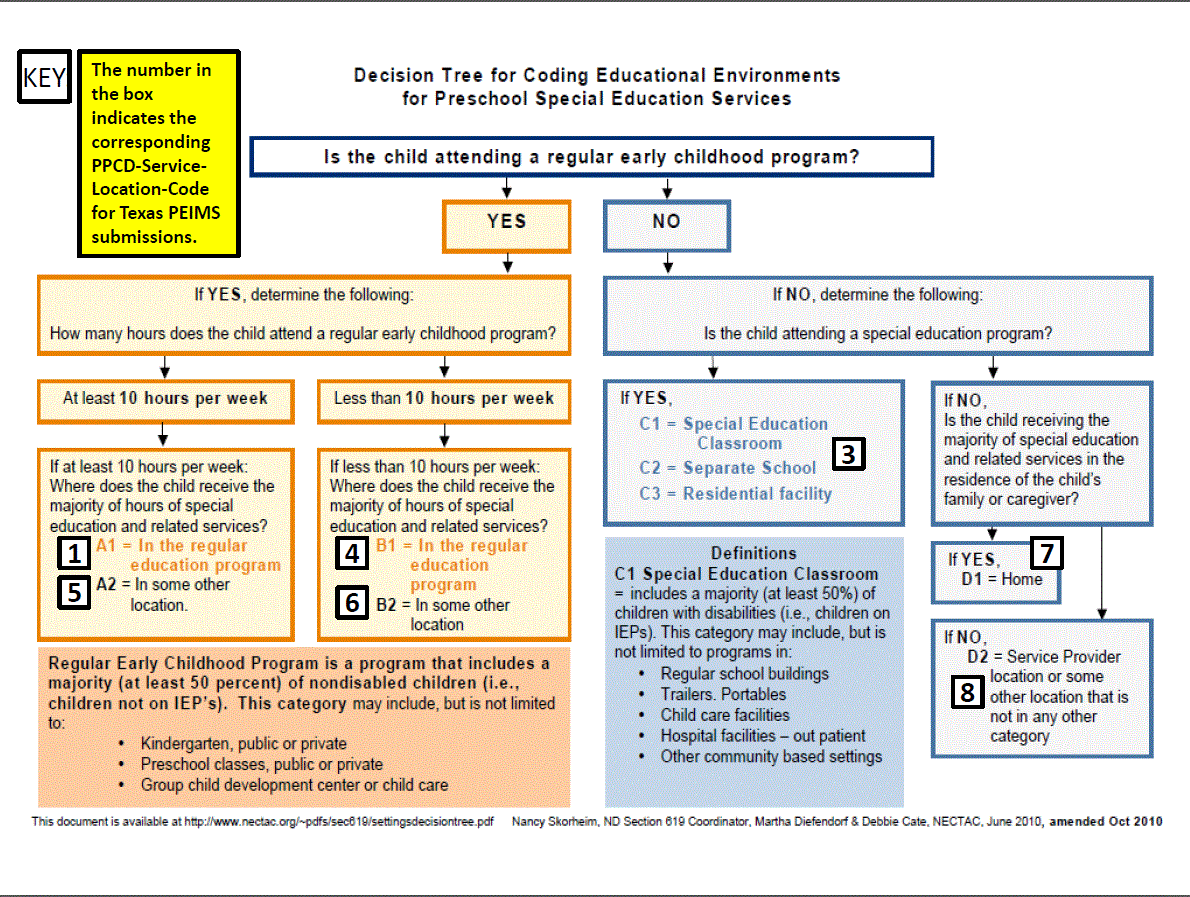 KEY
The number in
the box
indicates the
corresponding
PPCD-Service-
Location-Code
for Texas PEIMS
submissions.
Decision Tree for Coding Educational Environments
for Preschool Special Education Services
Is the child attending a regular early childhood program?
YES
NO
If YES, determine the following:
How many hours does the child attend a regular early childhood program?
If NO, determine the following:
Is the child attending a special education program?
At least 10 hours per week
Less than 10 hours per week
If at least 10 hours per week:
Where does the child receive the
majority of hours of special
education and related services?
1 A1 = In the regular
education program
5 A2 = In some other
location.
If less than 10 hours per week:
Where does the child receive the
majority of hours of special
education and related services?
4 B1 = In the regular
education
program
6 B2 = In some other
location
If YES,
C1 = Special Education
Classroom
3
C2 = Separate School
C3 = Residential facility
If NO,
Is the child receiving the
majority of special education
and related services in the
residence of the child's
family or caregiver?
If YES, 7
D1 = Home
If NO,
D2 = Service Provider
8 location or some
other location that is
not in any other
category
Regular Early Childhood Program is a program that includes a
majority (at least 50 percent) of nondisabled children (i.e.,
children not on IEP's). This category may include, but is not limited
to:
• Kindergarten, public or private
• Preschool classes, public or private
• Group child development center or child care
Definitions
C1 Special Education Classroom
= includes a majority (at least 50%) of
children with disabilities (i.e., children on
IEPs). This category may include, but is
not limited to programs in:
• Regular school buildings
• Trailers. Portables
• Child care facilities
• Hospital facilities – out patient
• Other community based settings
This document is available at http://www.nectac.org/~pdfs/sec619/settingsdecisiontree.pdf Nancy Skorheim, ND Section 619 Coordinator, Martha Diefendorf & Debbie Cate, NECTAC, June 2010, amended Oct 2010